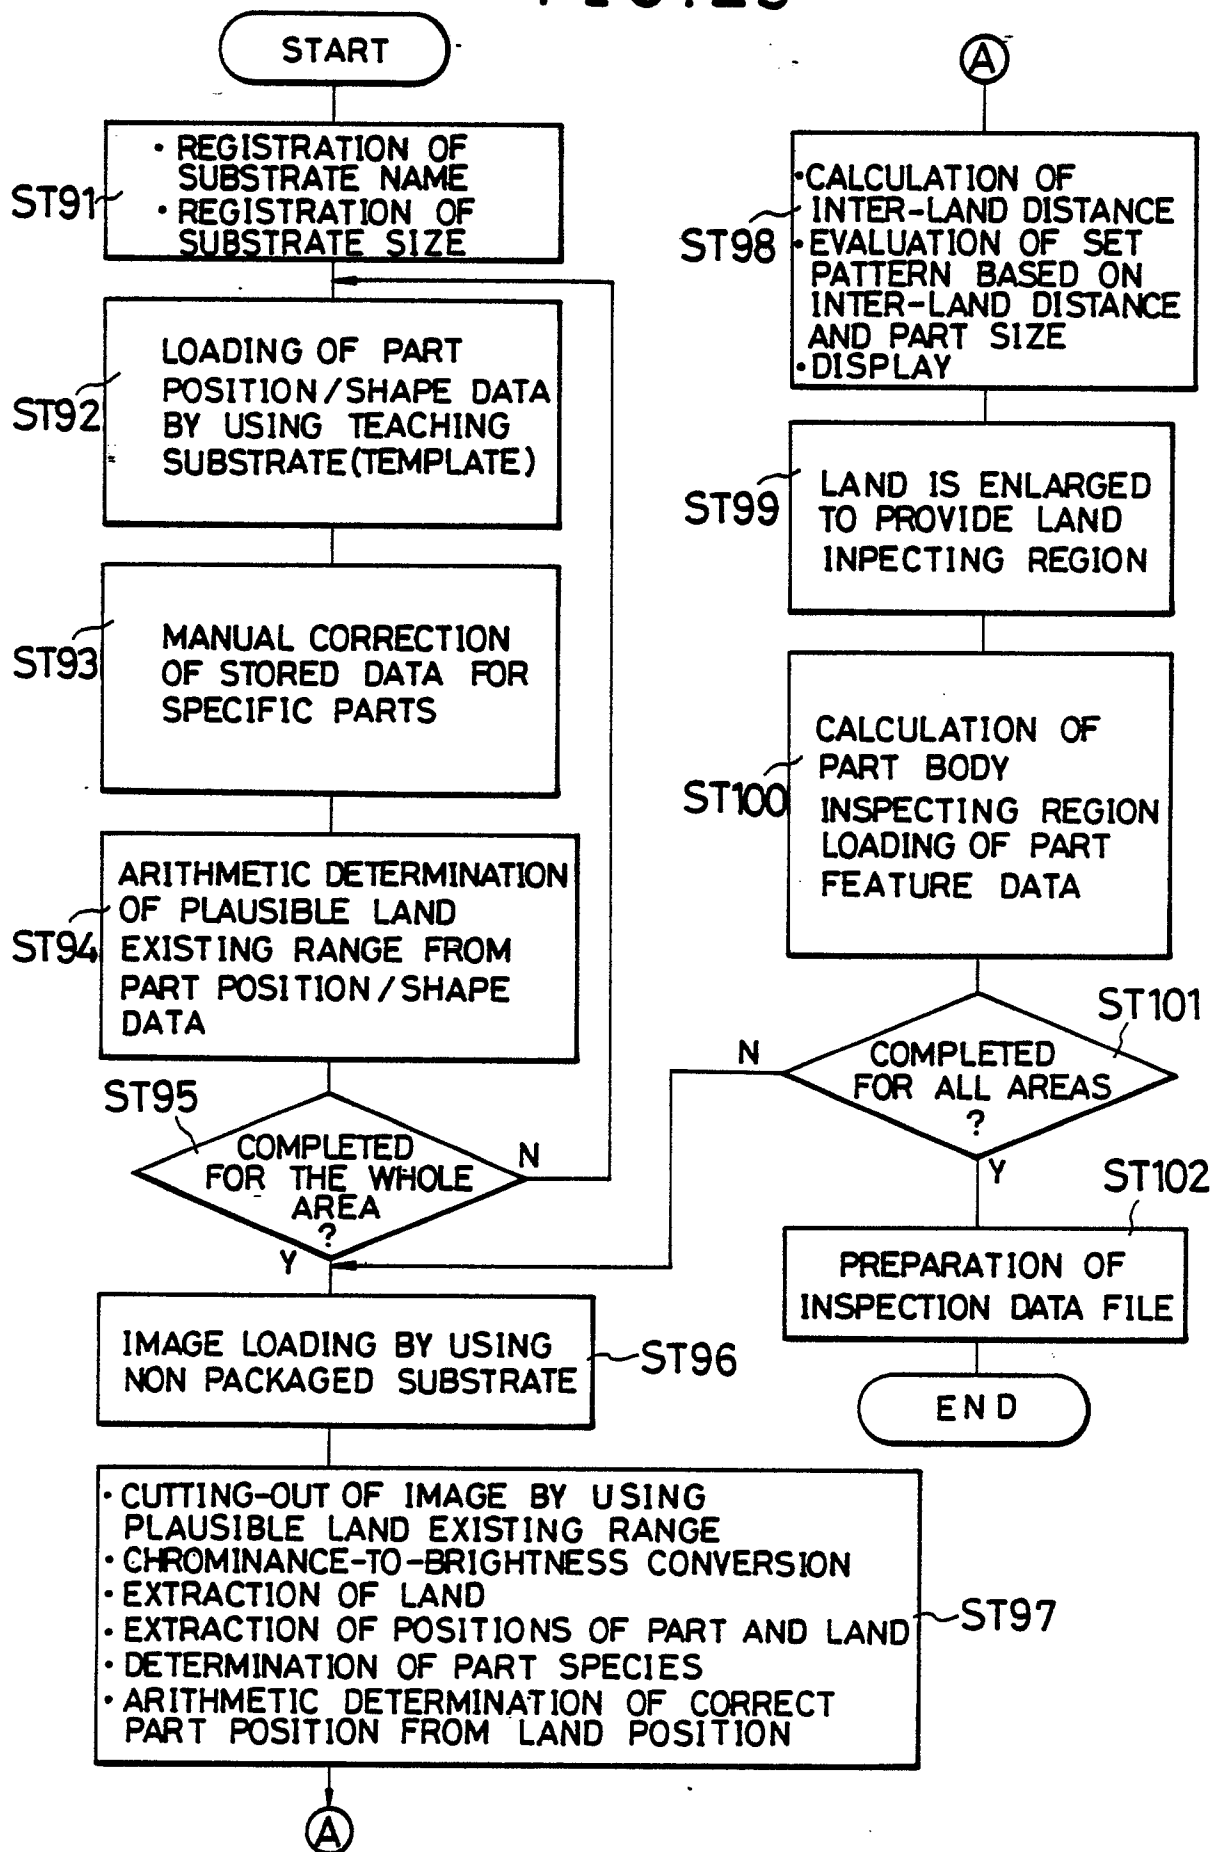 START
• REGISTRATION OF
SUBSTRATE NAME
• REGISTRATION OF
SUBSTRATE SIZE
ST91
LOADING OF PART
POSITION/SHAPE DATA
BY USING TEACHING
SUBSTRATE(TEMPLATE)
ST92
MANUAL CORRECTION
OF STORED DATA FOR
SPECIFIC PARTS
ST93
ARITHMETIC DETERMINATION
OF PLAUSIBLE LAND
EXISTING RANGE FROM
PART POSITION/SHAPE
DATA
ST94
ST95
COMPLETED
FOR THE WHOLE
AREA
?
N
Y
IMAGE LOADING BY USING
NON PACKAGED SUBSTRATE
ST96
• CUTTING-OUT OF IMAGE BY USING
PLAUSIBLE LAND EXISTING RANGE
• CHROMINANCE-TO-BRIGHTNESS CONVERSION
• EXTRACTION OF LAND
• EXTRACTION OF POSITIONS OF PART AND LAND
• DETERMINATION OF PART SPECIES
• ARITHMETIC DETERMINATION OF CORRECT
PART POSITION FROM LAND POSITION
ST97
A
A
• CALCULATION OF
INTER-LAND DISTANCE
• EVALUATION OF SET
PATTERN BASED ON
INTER-LAND DISTANCE
AND PART SIZE
• DISPLAY
ST98
LAND IS ENLARGED
TO PROVIDE LAND
INPECTING REGION
ST99
CALCULATION OF
PART BODY
INSPECTING REGION
LOADING OF PART
FEATURE DATA
ST100
ST101
COMPLETED
FOR ALL AREAS
?
N
Y
ST102
PREPARATION OF
INSPECTION DATA FILE
END